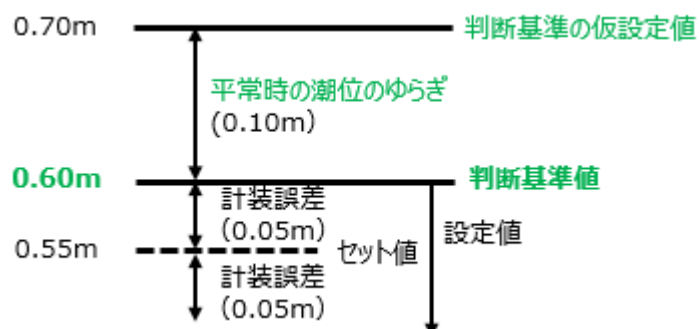 0.70m
判断基準の仮設定値
平常時の潮位のゆらぎ
(0.10m)
0.60m
判断基準値
計装誤差
(0.05m)
設定値
0.55m
セット値
計装誤差
(0.05m)